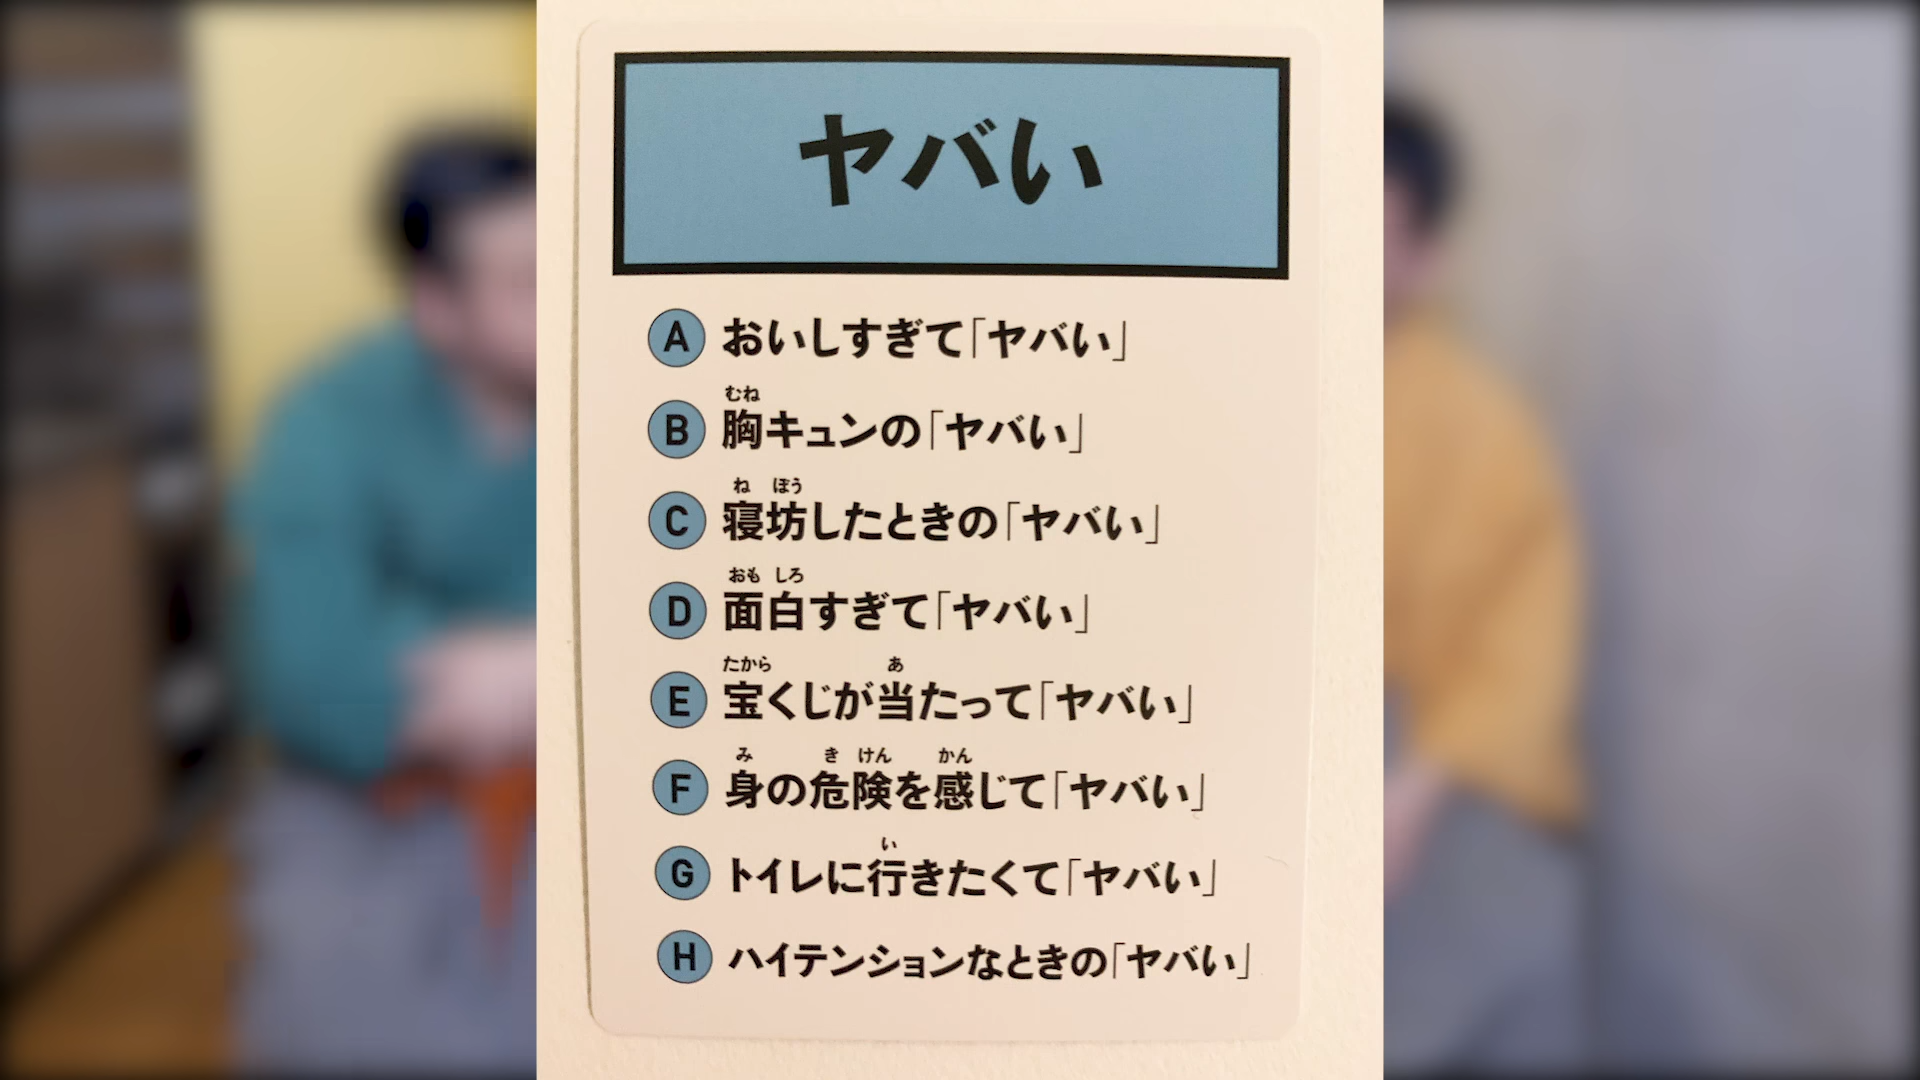 ヤバい
A おいしすぎて「ヤバい」
むね
B 胸キュンの「ヤバい」
ね ぼう
C 寝坊したときの「ヤバい」
おも しろ
D 面白すぎて「ヤバい」
たから あ
E 宝くじが当たって「ヤバい」
み き けん かん
F 身の危険を感じて「ヤバい」
い
G トイレに行きたくて「ヤバい」
H ハイテンションなときの「ヤバい」